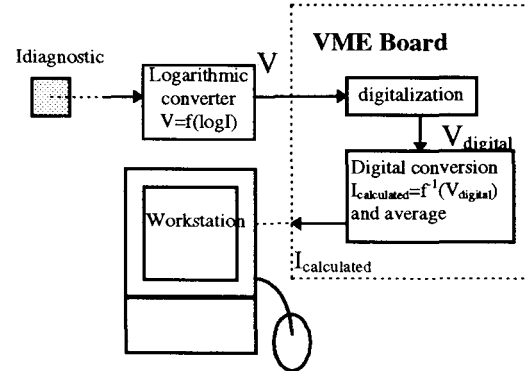 VME Board
Idiagnostic
V
Logarithmic
converter
V=f(logI)
digitalization
Vdigital
Digital conversion
Icalculated=f⁻¹(Vdigital)
and average
Workstation
Icalculated